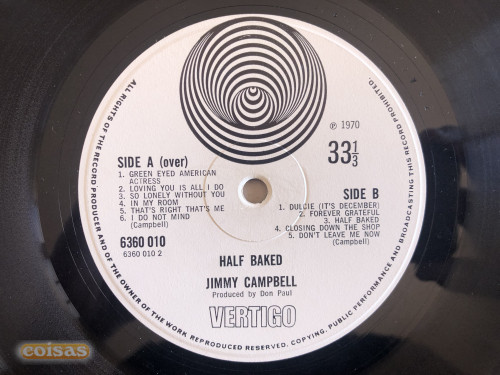 ALL RIGHTS OF THE RECORD PRODUCER AND OF THE OWNER OF THE WORK REPRODUCED RESERVED. COPYING, PUBLIC PERFORMANCE AND BROADCASTING THIS RECORD PROHIBITED.
℗ 1970
33⅓
SIDE A (over)
1. GREEN EYED AMERICAN
ACTRESS
2. LOVING YOU IS ALL I DO
3. SO LONELY WITHOUT YOU
4. IN MY ROOM
5. THAT'S RIGHT THAT'S ME
6. I DO NOT MIND
(Campbell)
6360 010
6360 010 2
SIDE B
1. DULCIE (IT'S DECEMBER)
2. FOREVER GRATEFUL
3. HALF BAKED
4. CLOSING DOWN THE SHOP
5. DON'T LEAVE ME NOW
(Campbell)
HALF BAKED
JIMMY CAMPBELL
Produced by Don Paul
VERTIGO
coisas